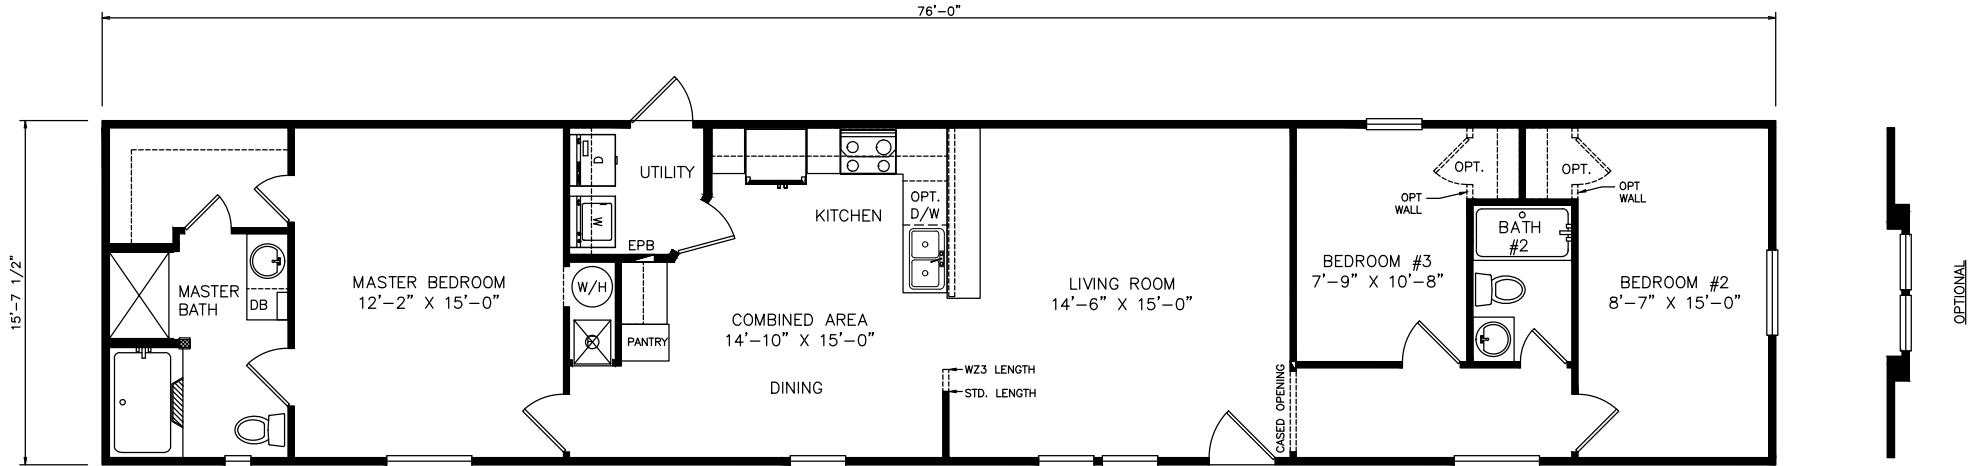 76'-0"
15'-7 1/2"
MASTER BEDROOM
12'-2" X 15'-0"
MASTER
BATH
DB
D
W
UTILITY
EPB
W/H
PANTRY
KITCHEN
OPT.
D/W
COMBINED AREA
14'-10" X 15'-0"
DINING
WZ3 LENGTH
STD. LENGTH
LIVING ROOM
14'-6" X 15'-0"
CASED OPENING
BEDROOM #3
7'-9" X 10'-8"
OPT.
OPT
WALL
BATH
#2
OPT.
OPT
WALL
BEDROOM #2
8'-7" X 15'-0"
OPTIONAL